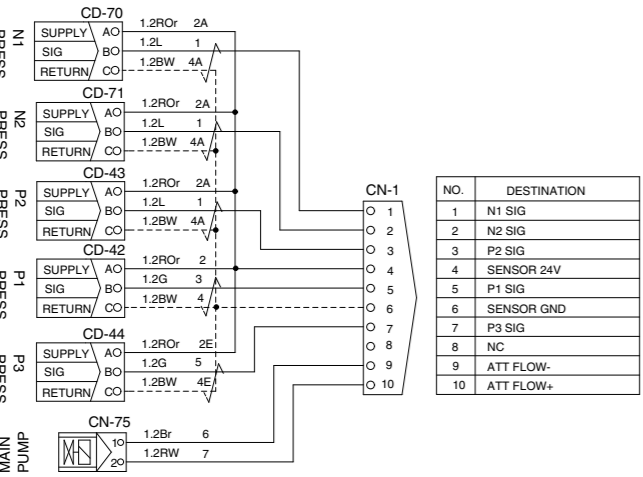 CD-70
N1 PRESS
SUPPLY AO 1.2ROr 2A
SIG BO 1.2L 1
RETURN CO 1.2BW 4A
CD-71
N2 PRESS
SUPPLY AO 1.2ROr 2A
SIG BO 1.2L 1
RETURN CO 1.2BW 4A
CD-43
P2 PRESS
SUPPLY AO 1.2ROr 2A
SIG BO 1.2L 1
RETURN CO 1.2BW 4A
CD-42
P1 PRESS
SUPPLY AO 1.2ROr 2
SIG BO 1.2G 3
RETURN CO 1.2BW 4
CD-44
P3 PRESS
SUPPLY AO 1.2ROr 2E
SIG BO 1.2G 5
RETURN CO 1.2BW 4E
CN-75
MAIN PUMP
1O 1.2Br 6
2O 1.2RW 7
CN-1
1
2
3
4
5
6
7
8
9
10
NO. DESTINATION
1 N1 SIG
2 N2 SIG
3 P2 SIG
4 SENSOR 24V
5 P1 SIG
6 SENSOR GND
7 P3 SIG
8 NC
9 ATT FLOW-
10 ATT FLOW+